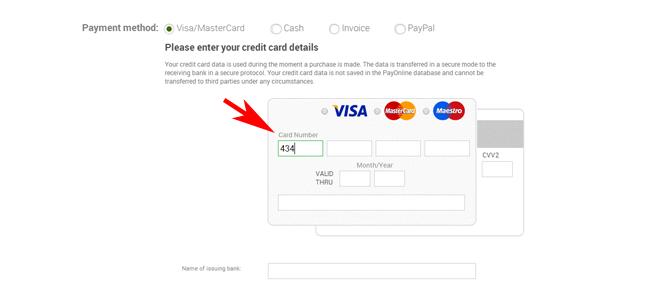 Payment method: Visa/MasterCard Cash Invoice PayPal
Please enter your credit card details
Your credit card data is used during the moment a purchase is made. The data is transferred in a secure mode to the
receiving bank in a secure protocol. Your credit card data is not saved in the PayOnline database and cannot be
transferred to third parties under any circumstances.
VISA MasterCard Maestro
Card Number
434
CVV2
Month/Year
VALID
THRU
Name of issuing bank: